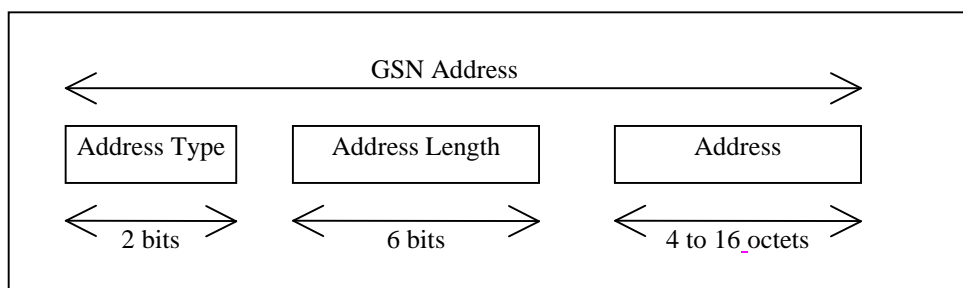 GSN Address
Address Type Address Length Address
2 bits 6 bits 4 to 16 octets